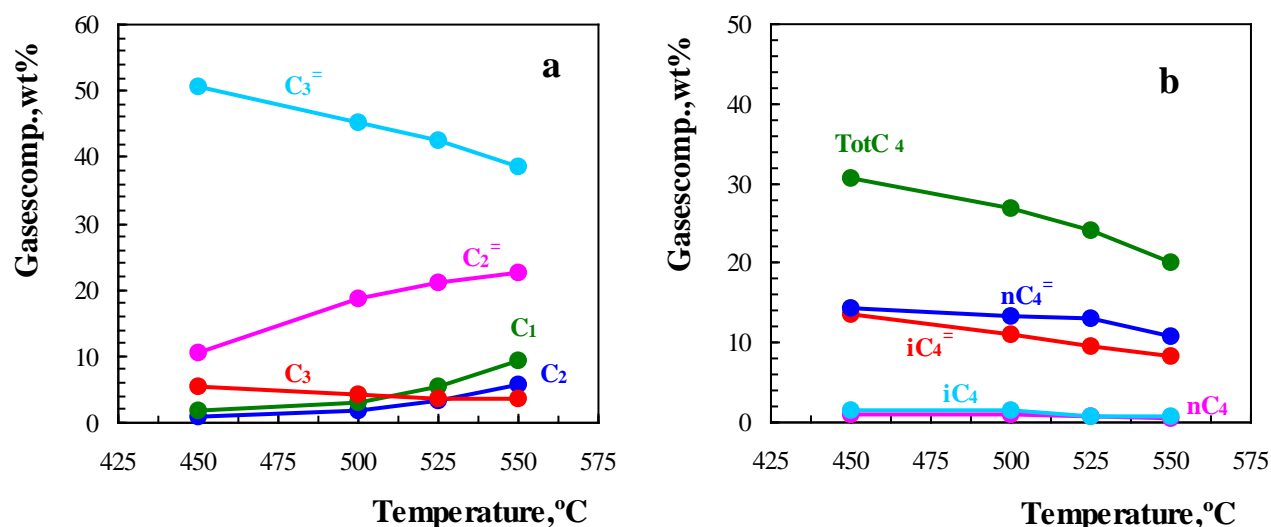 60
50
40
30
20
10
0
Gasescomp.,wt%
a
C3=
C2=
C1
C3
C2
425 450 475 500 525 550 575
Temperature,ºC
50
40
30
20
10
0
Gasescomp.,wt%
b
TotC4
nC4=
iC4=
iC4
nC4
425 450 475 500 525 550 575
Temperature,ºC